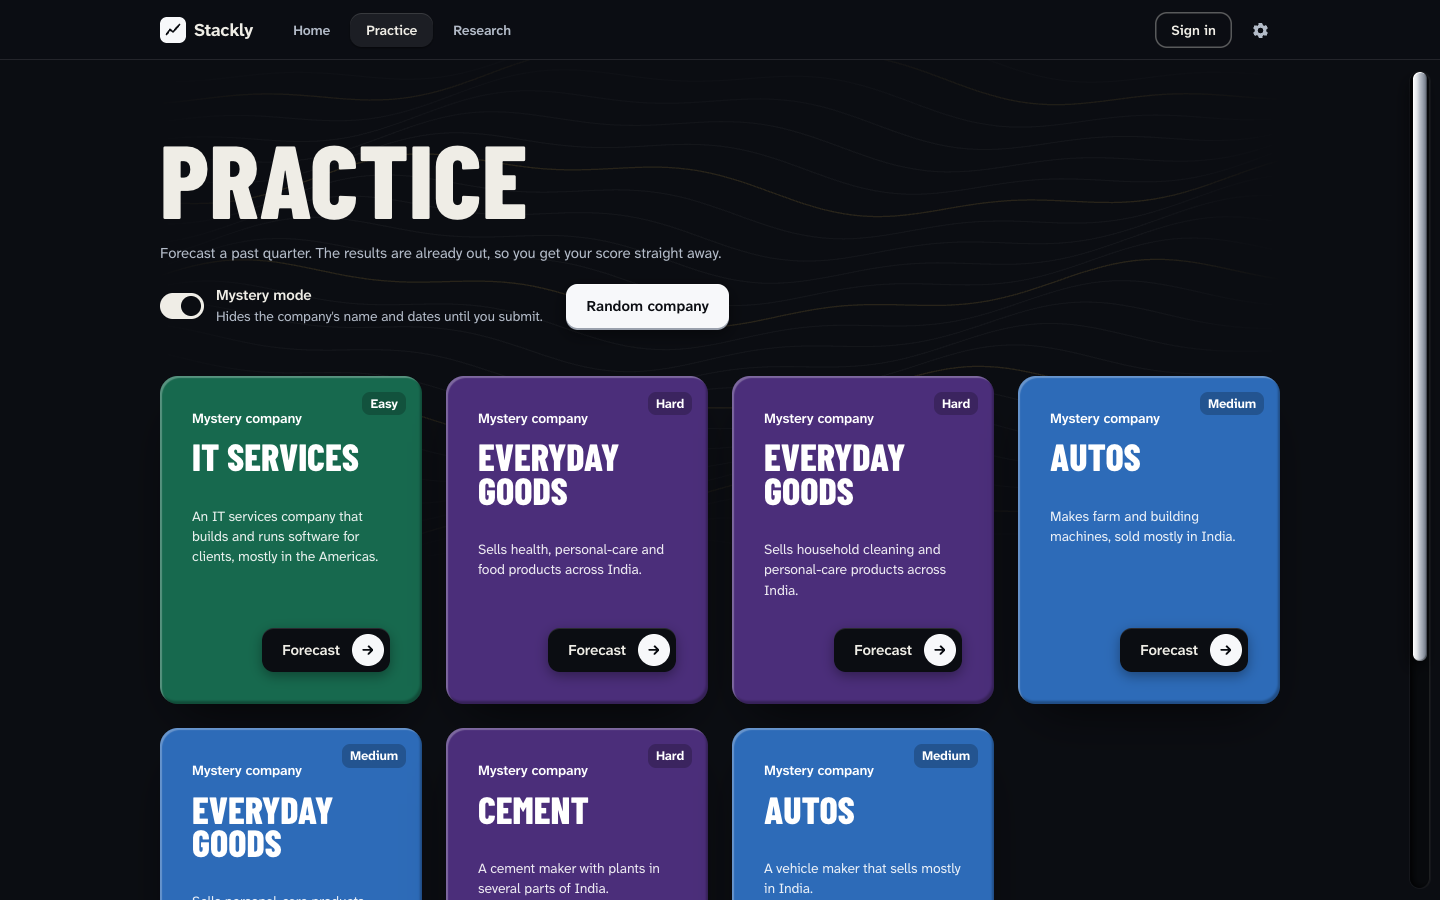 Stackly
Home
Practice
Research
Sign in
PRACTICE
Forecast a past quarter. The results are already out, so you get your score straight away.
Mystery mode
Hides the company's name and dates until you submit.
Random company
Easy
Mystery company
IT SERVICES
An IT services company that
builds and runs software for
clients, mostly in the Americas.
Forecast
Hard
Mystery company
EVERYDAY
GOODS
Sells health, personal-care and
food products across India.
Forecast
Hard
Mystery company
EVERYDAY
GOODS
Sells household cleaning and
personal-care products across
India.
Forecast
Medium
Mystery company
AUTOS
Makes farm and building
machines, sold mostly in India.
Forecast
Medium
Mystery company
EVERYDAY
GOODS
Sells personal-care products
Hard
Mystery company
CEMENT
A cement maker with plants in
several parts of India.
Medium
Mystery company
AUTOS
A vehicle maker that sells mostly
in India.